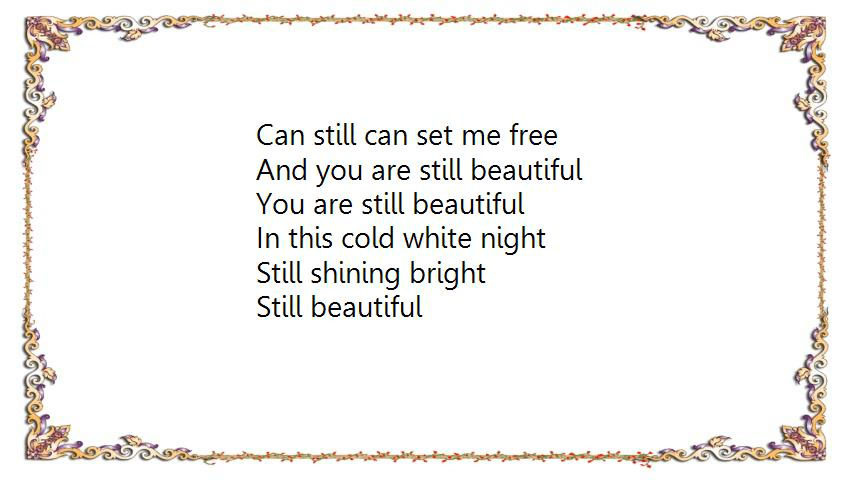 Can still can set me free
And you are still beautiful
You are still beautiful
In this cold white night
Still shining bright
Still beautiful